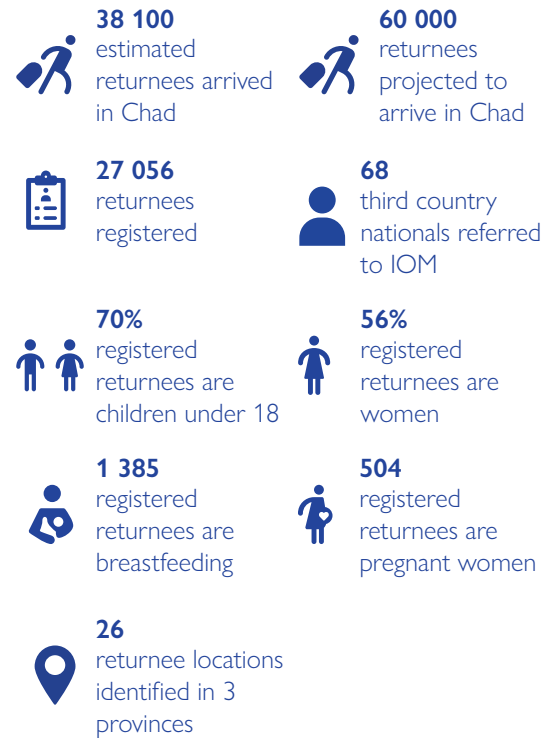 38 100
estimated
returnees arrived
in Chad
60 000
returnees
projected to
arrive in Chad
27 056
returnees
registered
68
third country
nationals referred
to IOM
70%
registered
returnees are
children under 18
56%
registered
returnees are
women
1 385
registered
returnees are
breastfeeding
504
registered
returnees are
pregnant women
26
returnee locations
identified in 3
provinces